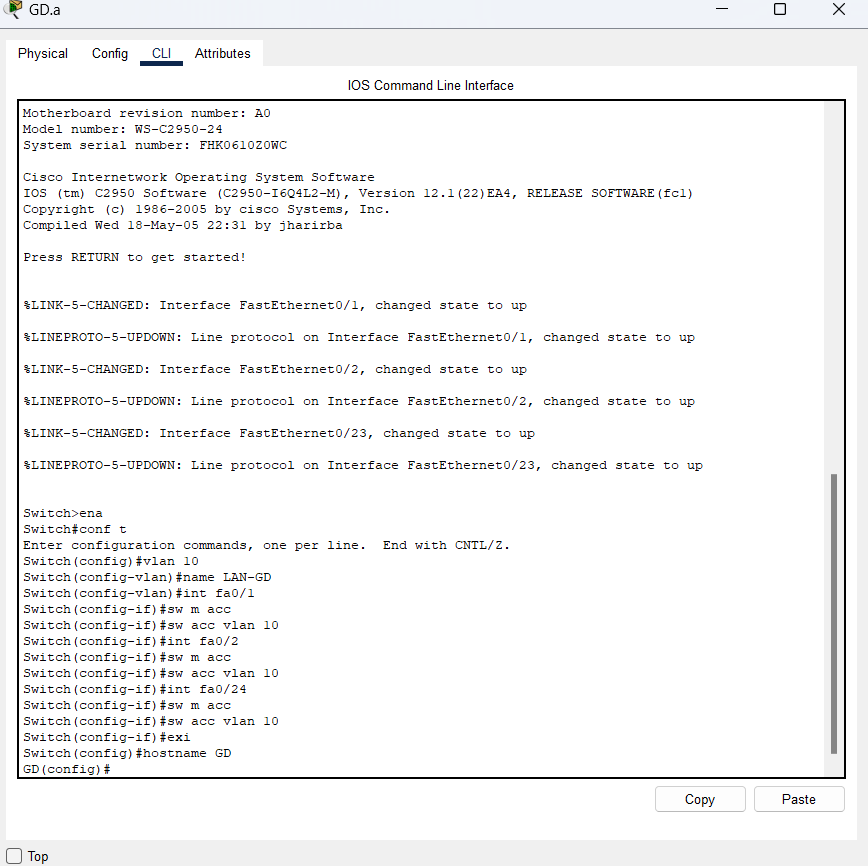 GD.a
Physical Config CLI Attributes
IOS Command Line Interface
Motherboard revision number: A0
Model number: WS-C2950-24
System serial number: FHK0610Z0WC
Cisco Internetwork Operating System Software
IOS (tm) C2950 Software (C2950-I6Q4L2-M), Version 12.1(22)EA4, RELEASE SOFTWARE(fc1)
Copyright (c) 1986-2005 by cisco Systems, Inc.
Compiled Wed 18-May-05 22:31 by jharirba
Press RETURN to get started!
%LINK-5-CHANGED: Interface FastEthernet0/1, changed state to up
%LINEPROTO-5-UPDOWN: Line protocol on Interface FastEthernet0/1, changed state to up
%LINK-5-CHANGED: Interface FastEthernet0/2, changed state to up
%LINEPROTO-5-UPDOWN: Line protocol on Interface FastEthernet0/2, changed state to up
%LINK-5-CHANGED: Interface FastEthernet0/23, changed state to up
%LINEPROTO-5-UPDOWN: Line protocol on Interface FastEthernet0/23, changed state to up
Switch>ena
Switch#conf t
Enter configuration commands, one per line.  End with CNTL/Z.
Switch(config)#vlan 10
Switch(config-vlan)#name LAN-GD
Switch(config-vlan)#int fa0/1
Switch(config-if)#sw m acc
Switch(config-if)#sw acc vlan 10
Switch(config-if)#int fa0/2
Switch(config-if)#sw m acc
Switch(config-if)#sw acc vlan 10
Switch(config-if)#int fa0/24
Switch(config-if)#sw m acc
Switch(config-if)#sw acc vlan 10
Switch(config-if)#exi
Switch(config)#hostname GD
GD(config)#
Copy Paste
Top